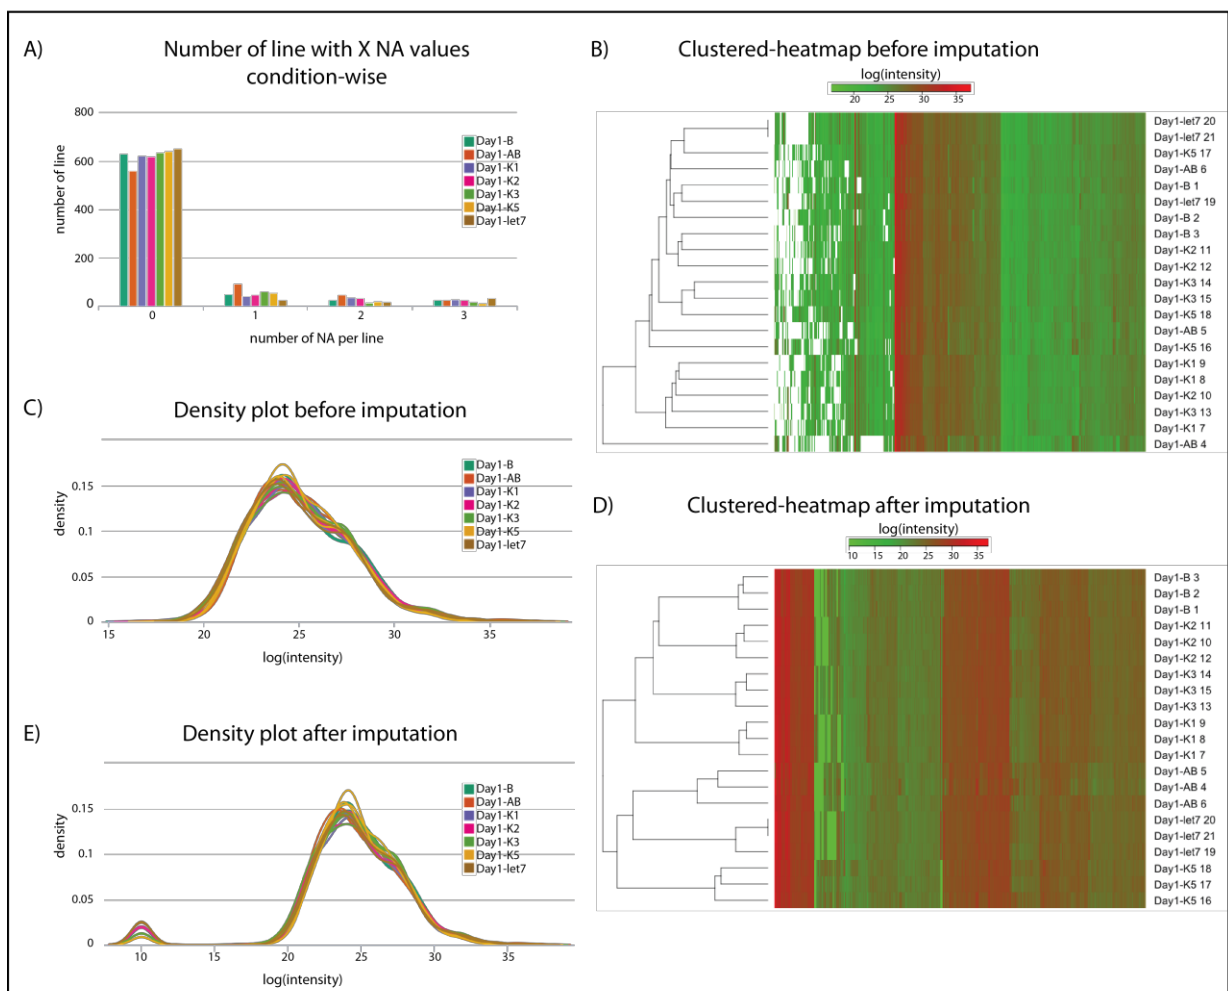 A)
Number of line with X NA values
condition-wise
number of line
800
600
400
200
0
Day1-B
Day1-AB
Day1-K1
Day1-K2
Day1-K3
Day1-K5
Day1-let7
0 1 2 3
number of NA per line
B)
Clustered-heatmap before imputation
log(intensity)
20 25 30 35
Day1-let7 20
Day1-let7 21
Day1-K5 17
Day1-AB 6
Day1-B 1
Day1-let7 19
Day1-B 2
Day1-B 3
Day1-K2 11
Day1-K2 12
Day1-K3 14
Day1-K3 15
Day1-K5 18
Day1-AB 5
Day1-K5 16
Day1-K1 9
Day1-K1 8
Day1-K2 10
Day1-K3 13
Day1-K1 7
Day1-AB 4
C)
Density plot before imputation
density
0.15
0.1
0.05
0
Day1-B
Day1-AB
Day1-K1
Day1-K2
Day1-K3
Day1-K5
Day1-let7
15 20 25 30 35
log(intensity)
D)
Clustered-heatmap after imputation
log(intensity)
10 15 20 25 30 35
Day1-B 3
Day1-B 2
Day1-B 1
Day1-K2 11
Day1-K2 10
Day1-K2 12
Day1-K3 14
Day1-K3 15
Day1-K3 13
Day1-K1 9
Day1-K1 8
Day1-K1 7
Day1-AB 5
Day1-AB 4
Day1-AB 6
Day1-let7 20
Day1-let7 21
Day1-let7 19
Day1-K5 18
Day1-K5 17
Day1-K5 16
E)
Density plot after imputation
density
0.15
0.1
0.05
0
Day1-B
Day1-AB
Day1-K1
Day1-K2
Day1-K3
Day1-K5
Day1-let7
10 15 20 25 30 35
log(intensity)